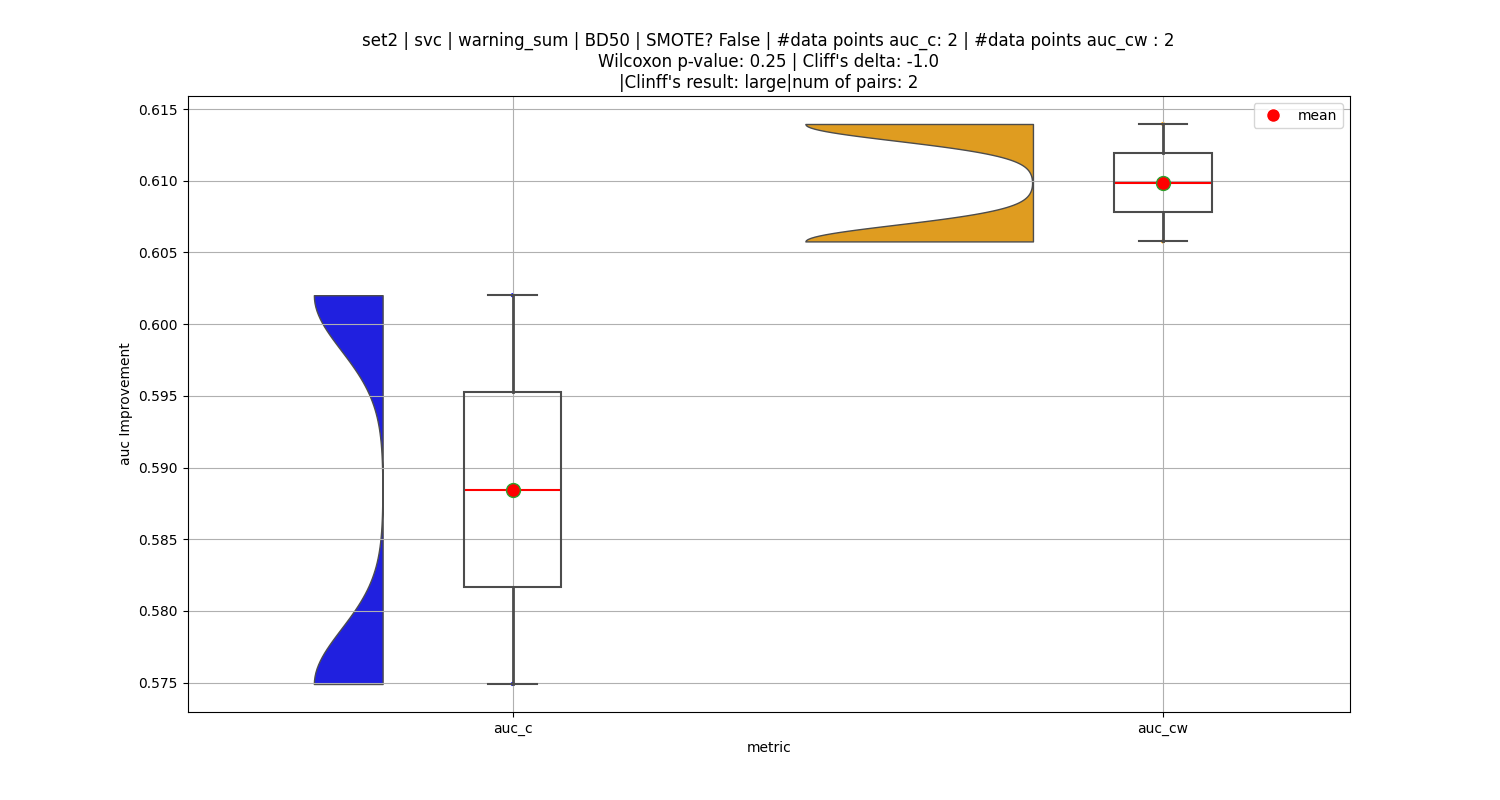 set2 | svc | warning_sum | BD50 | SMOTE? False | #data points auc_c: 2 | #data points auc_cw : 2
Wilcoxon p-value: 0.25 | Cliff's delta: -1.0
|Clinff's result: large|num of pairs: 2
mean
0.615
0.610
0.605
0.600
0.595
0.590
0.585
0.580
0.575
auc Improvement
auc_c
auc_cw
metric